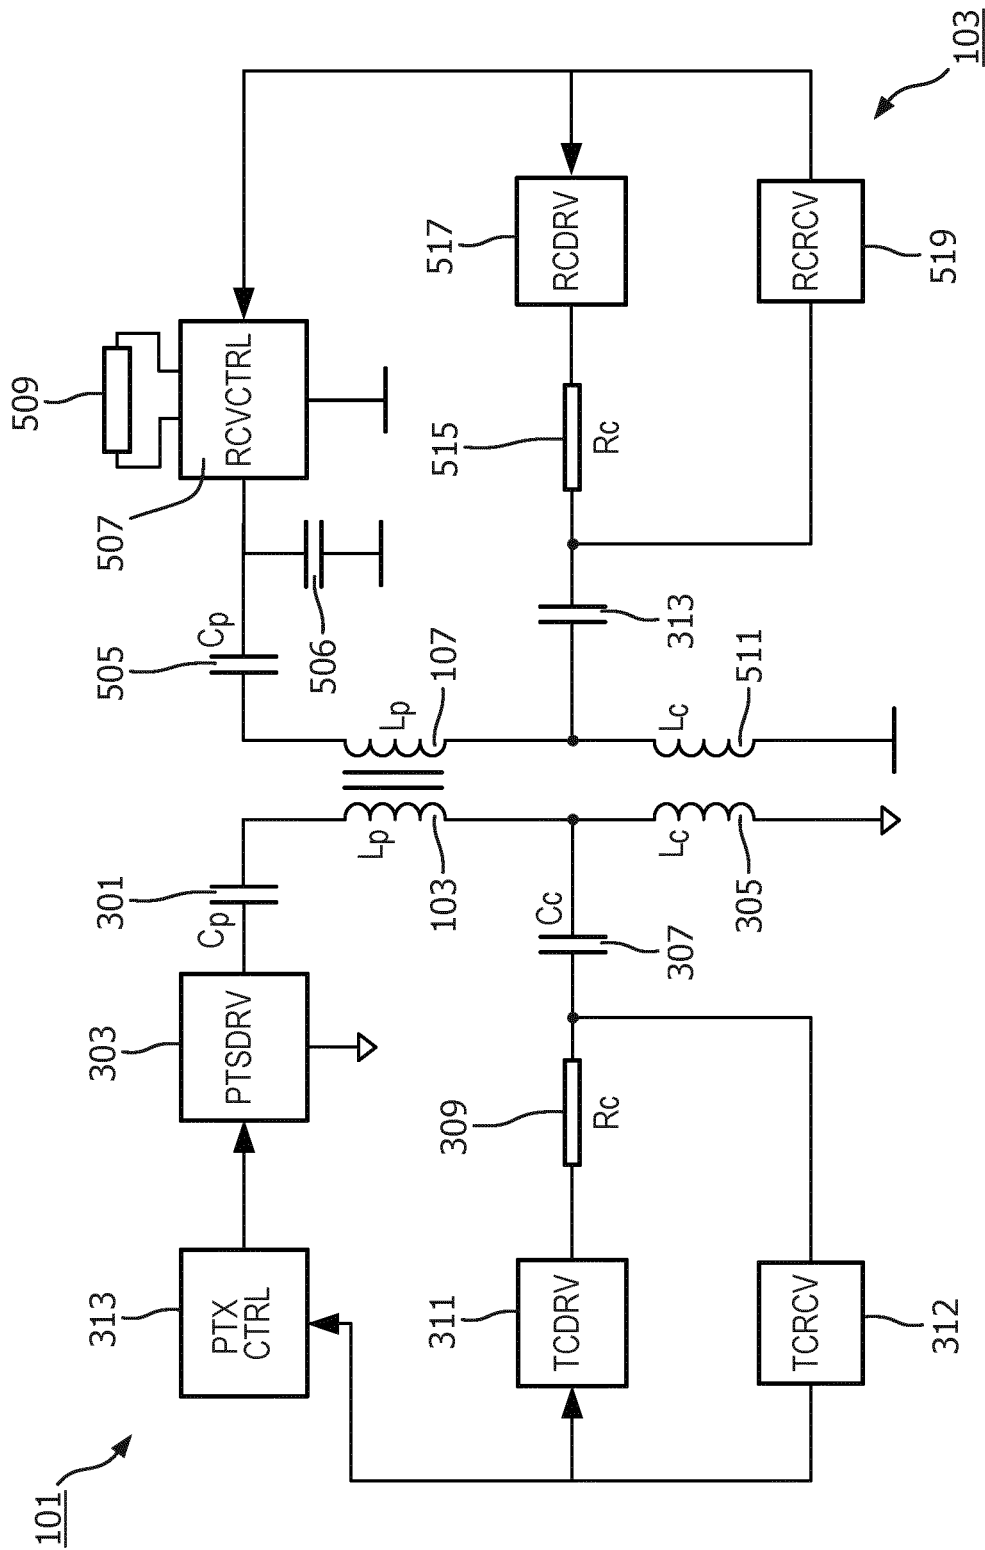 509
101
313
303
301
505
507
Cp
Cp
PTX
CTRL
PTSDRV
RCVCTRL
506
Lp
Lp
311
309
103
107
515
517
Cc
TCDRV
RCDRV
Rc
Rc
Lc
Lc
307
313
305
511
TCRCV
RCRCV
312
519
103